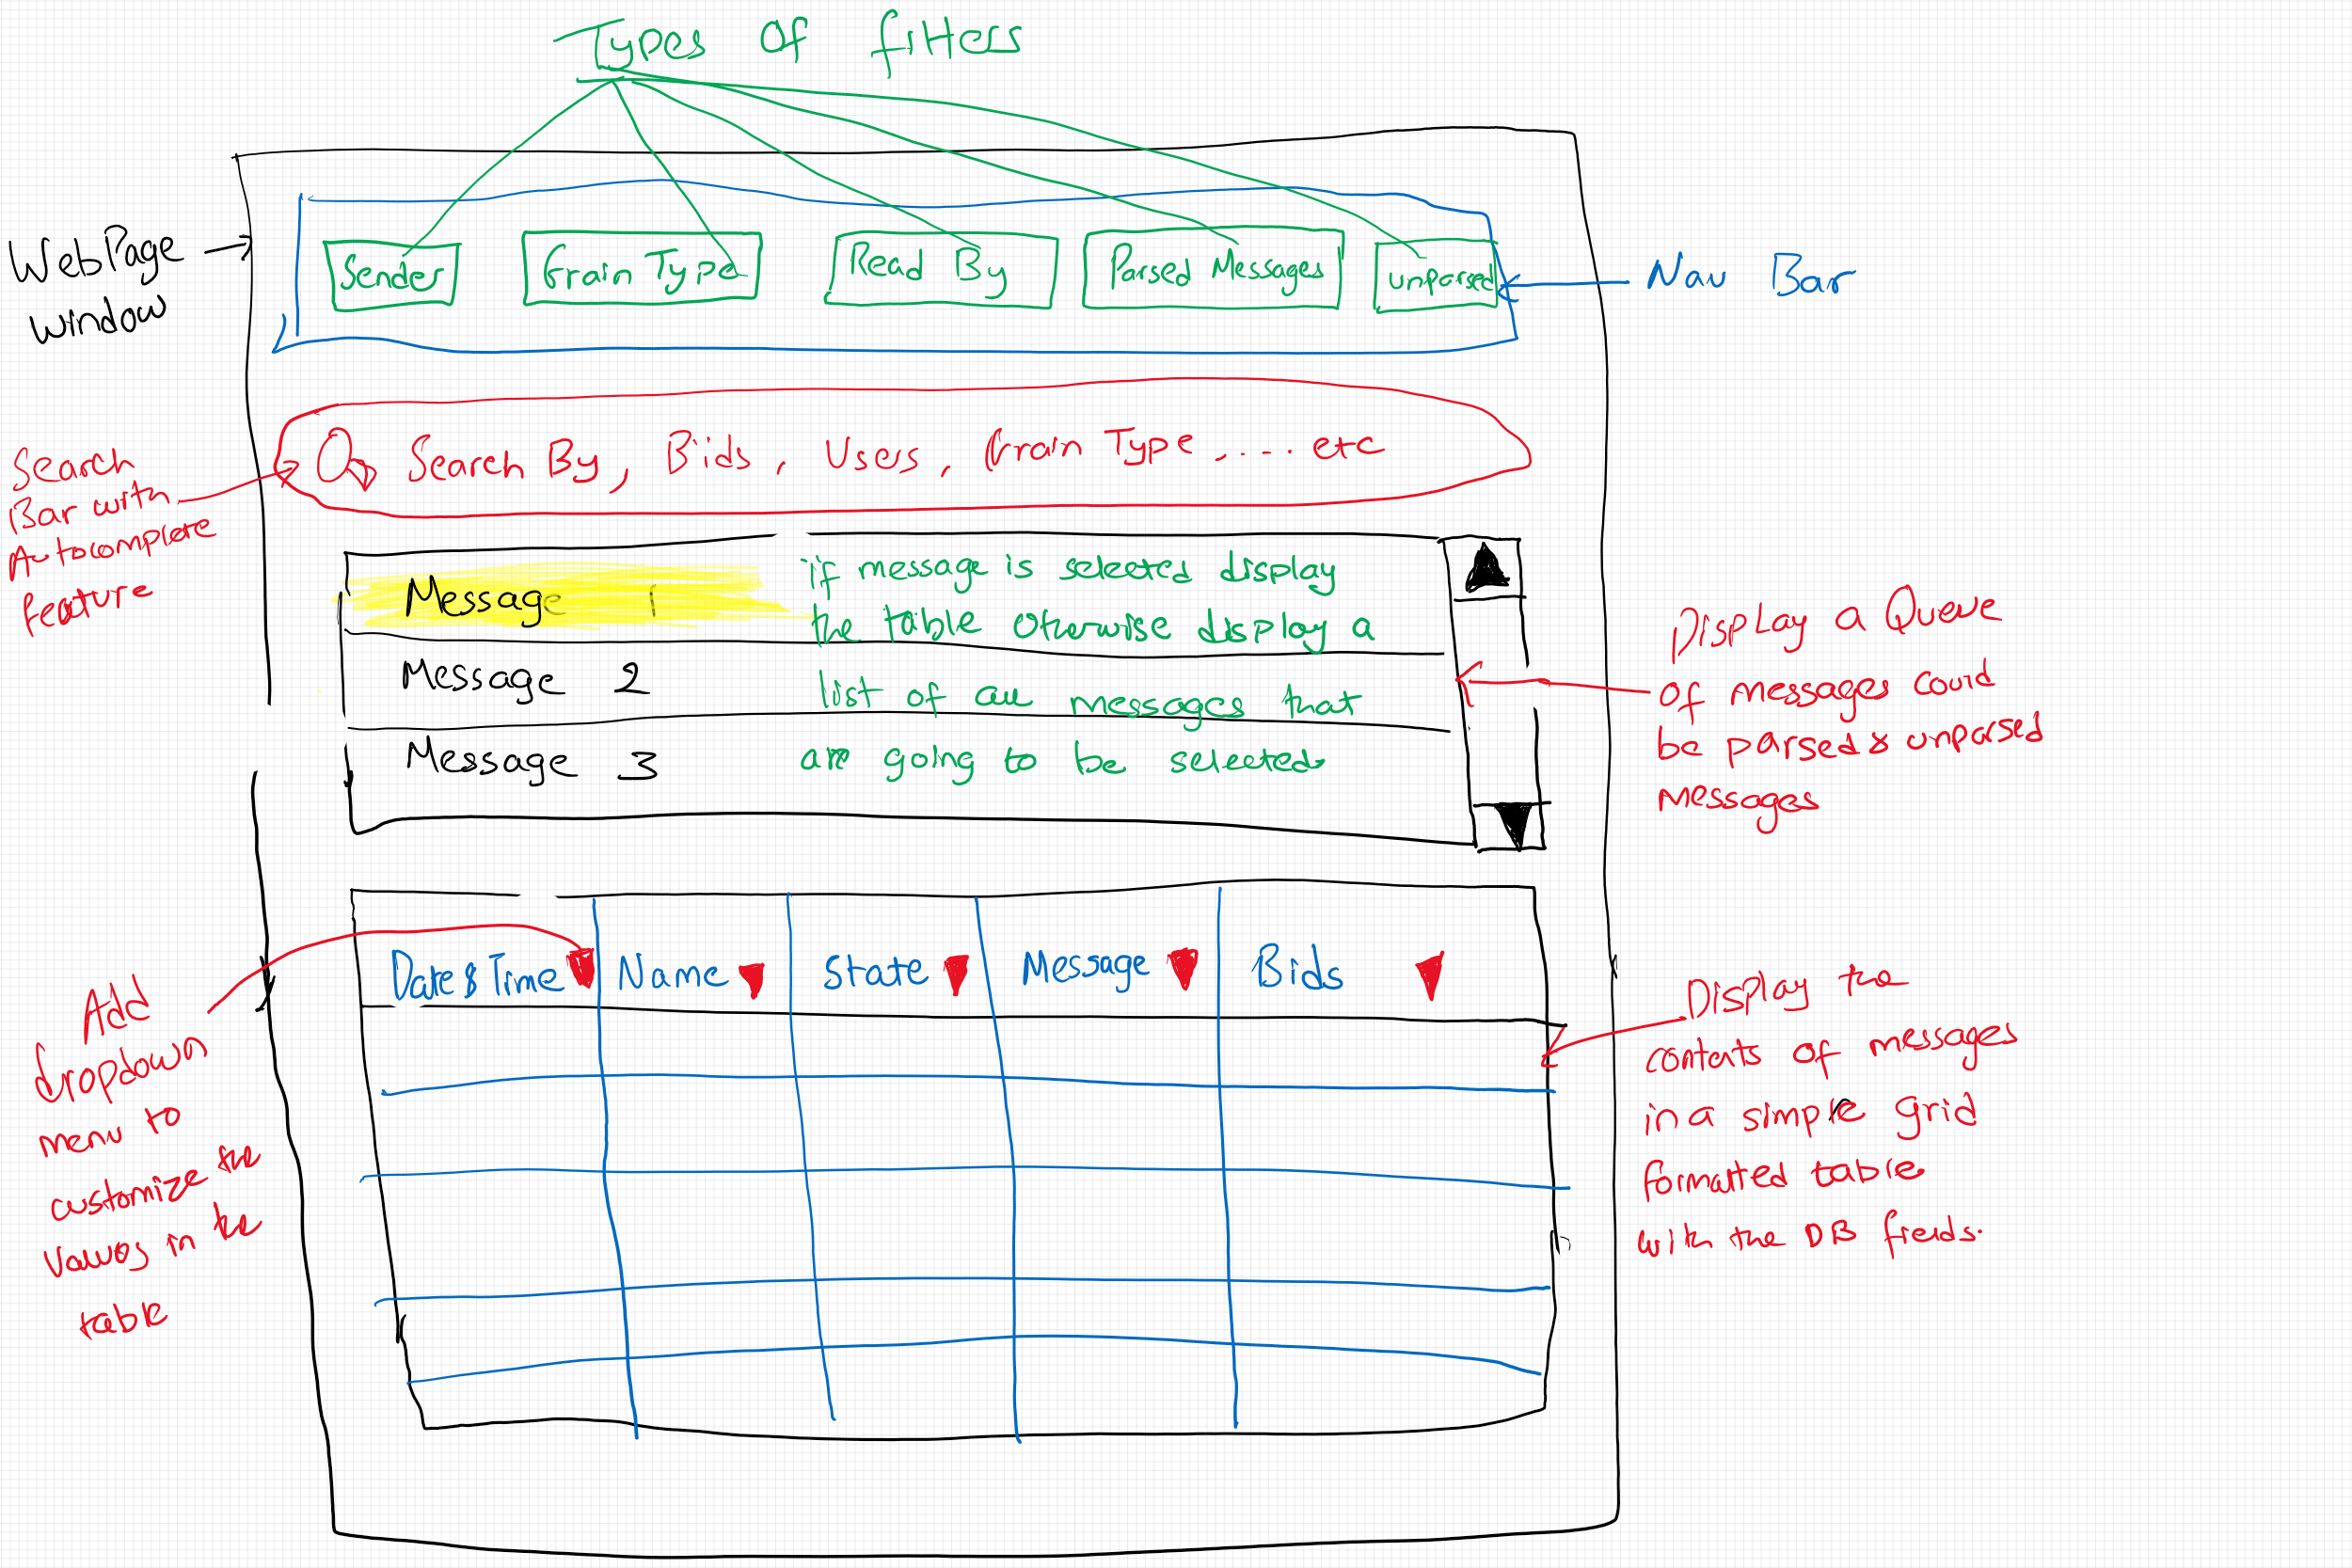 Types Of filters
WebPage
window
Sender
Grain Type
Read By
Parsed Messages
unparsed
Nav Bar
Search
Bar with
Autocomplete
feature
Search By, Bids, Users, Grain Type, .... etc
Message 1
if message is selected display
the table otherwise display a
Message 2
list of all messages that
Message 3
are going to be selected
Display a Queue
of messages could
be parsed & unparsed
messages
Date & Time
Name
State
Message
Bids
Add
dropdown
menu to
customize the
values in the
table
Display the
contents of messages
in a simple grid
formatted table
with the DB fields.